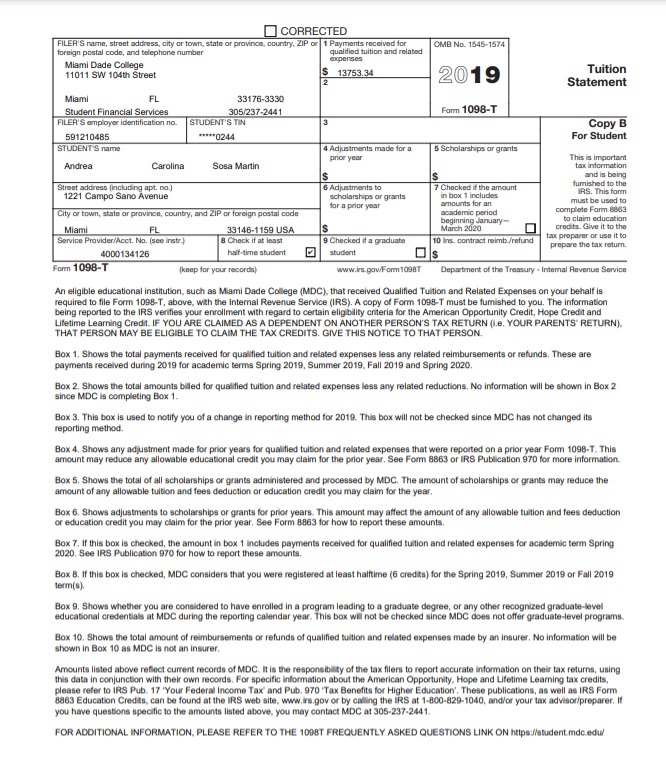 CORRECTED
FILER'S name, street address, city or town, state or province, country, ZIP or
foreign postal code, and telephone number
Miami Dade College
11011 SW 104th Street
Miami FL 33176-3330
Student Financial Services 305/237-2441
1 Payments received for
qualified tuition and related
expenses
$ 13753.34
2
OMB No. 1545-1574
2019
Form 1098-T
Tuition
Statement
FILER'S employer identification no. STUDENT'S TIN
591210485 *****0244
3
Copy B
For Student
STUDENT'S name
Andrea Carolina Sosa Martin
4 Adjustments made for a
prior year
$
5 Scholarships or grants
$
This is important
tax information
and is being
furnished to the
IRS. This form
must be used to
complete Form 8863
to claim education
credits. Give it to the
tax preparer or use it to
prepare the tax return.
Street address (including apt. no.)
1221 Campo Sano Avenue
6 Adjustments to
scholarships or grants
for a prior year
$
7 Checked if the amount
in box 1 includes
amounts for an
academic period
beginning January—
March 2020
City or town, state or province, country, and ZIP or foreign postal code
Miami FL 33146-1159 USA
Service Provider/Acct. No. (see instr.)
4000134126
8 Check if at least
half-time student
9 Checked if a graduate
student
10 Ins. contract reimb./refund
$
Form 1098-T (keep for your records) www.irs.gov/Form1098T Department of the Treasury - Internal Revenue Service
An eligible educational institution, such as Miami Dade College (MDC), that received Qualified Tuition and Related Expenses on your behalf is
required to file Form 1098-T, above, with the Internal Revenue Service (IRS). A copy of Form 1098-T must be furnished to you. The information
being reported to the IRS verifies your enrollment with regard to certain eligibility criteria for the American Opportunity Credit, Hope Credit and
Lifetime Learning Credit. IF YOU ARE CLAIMED AS A DEPENDENT ON ANOTHER PERSON'S TAX RETURN (i.e. YOUR PARENTS' RETURN),
THAT PERSON MAY BE ELIGIBLE TO CLAIM THE TAX CREDITS. GIVE THIS NOTICE TO THAT PERSON.
Box 1. Shows the total payments received for qualified tuition and related expenses less any related reimbursements or refunds. These are
payments received during 2019 for academic terms Spring 2019, Summer 2019, Fall 2019 and Spring 2020.
Box 2. Shows the total amounts billed for qualified tuition and related expenses less any related reductions. No information will be shown in Box 2
since MDC is completing Box 1.
Box 3. This box is used to notify you of a change in reporting method for 2019. This box will not be checked since MDC has not changed its
reporting method.
Box 4. Shows any adjustment made for prior years for qualified tuition and related expenses that were reported on a prior year Form 1098-T. This
amount may reduce any allowable educational credit you may claim for the prior year. See Form 8863 or IRS Publication 970 for more information.
Box 5. Shows the total of all scholarships or grants administered and processed by MDC. The amount of scholarships or grants may reduce the
amount of any allowable tuition and fees deduction or education credit you may claim for the year.
Box 6. Shows adjustments to scholarships or grants for prior years. This amount may affect the amount of any allowable tuition and fees deduction
or education credit you may claim for the prior year. See Form 8863 for how to report these amounts.
Box 7. If this box is checked, the amount in box 1 includes payments received for qualified tuition and related expenses for academic term Spring
2020. See IRS Publication 970 for how to report these amounts.
Box 8. If this box is checked, MDC considers that you were registered at least halftime (6 credits) for the Spring 2019, Summer 2019 or Fall 2019
term(s).
Box 9. Shows whether you are considered to have enrolled in a program leading to a graduate degree, or any other recognized graduate-level
educational credentials at MDC during the reporting calendar year. This box will not be checked since MDC does not offer graduate-level programs.
Box 10. Shows the total amount of reimbursements or refunds of qualified tuition and related expenses made by an insurer. No information will be
shown in Box 10 as MDC is not an insurer.
Amounts listed above reflect current records of MDC. It is the responsibility of the tax filers to report accurate information on their tax returns, using
this data in conjunction with their own records. For specific information about the American Opportunity, Hope and Lifetime Learning tax credits,
please refer to IRS Pub. 17 'Your Federal Income Tax' and Pub. 970 'Tax Benefits for Higher Education'. These publications, as well as IRS Form
8863 Education Credits, can be found at the IRS web site, www.irs.gov or by calling the IRS at 1-800-829-1040, and/or your tax advisor/preparer. If
you have questions specific to the amounts listed above, you may contact MDC at 305-237-2441.
FOR ADDITIONAL INFORMATION, PLEASE REFER TO THE 1098T FREQUENTLY ASKED QUESTIONS LINK ON https://student.mdc.edu/